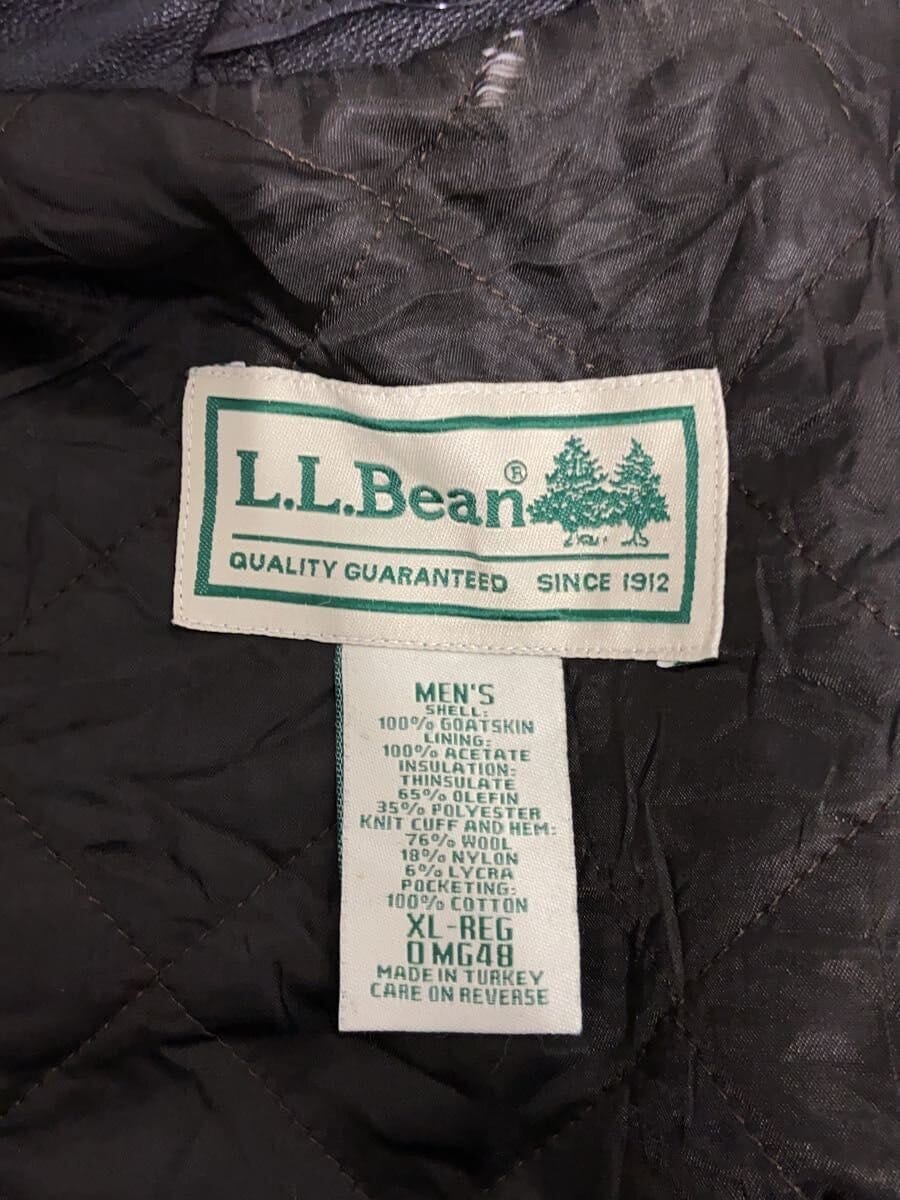 L.L.Bean®
QUALITY GUARANTEED SINCE 1912
MEN'S
SHELL:
100% GOATSKIN
LINING:
100% ACETATE
INSULATION:
THINSULATE
65% OLEFIN
35% POLYESTER
KNIT CUFF AND HEM:
76% WOOL
18% NYLON
6% LYCRA
POCKETING:
100% COTTON
XL-REG
0MG48
MADE IN TURKEY
CARE ON REVERSE